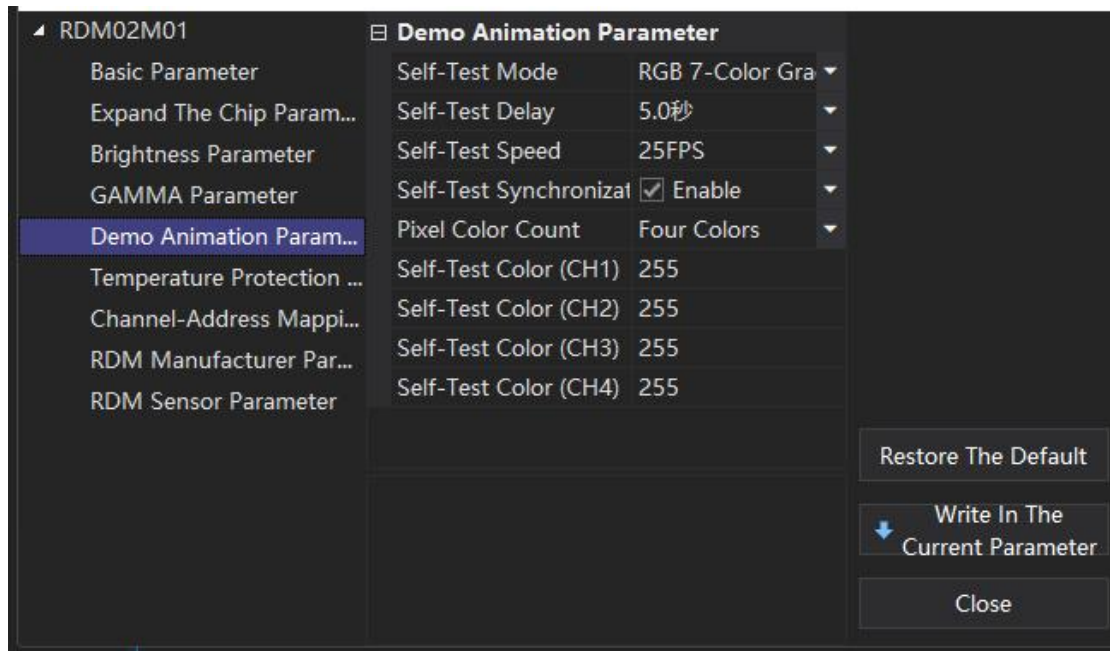 RDM02M01
Basic Parameter
Expand The Chip Param...
Brightness Parameter
GAMMA Parameter
Demo Animation Param...
Temperature Protection ...
Channel-Address Mappi...
RDM Manufacturer Par...
RDM Sensor Parameter
Demo Animation Parameter
Self-Test Mode RGB 7-Color Gra
Self-Test Delay 5.0秒
Self-Test Speed 25FPS
Self-Test Synchronizat Enable
Pixel Color Count Four Colors
Self-Test Color (CH1) 255
Self-Test Color (CH2) 255
Self-Test Color (CH3) 255
Self-Test Color (CH4) 255
Restore The Default
Write In The
Current Parameter
Close